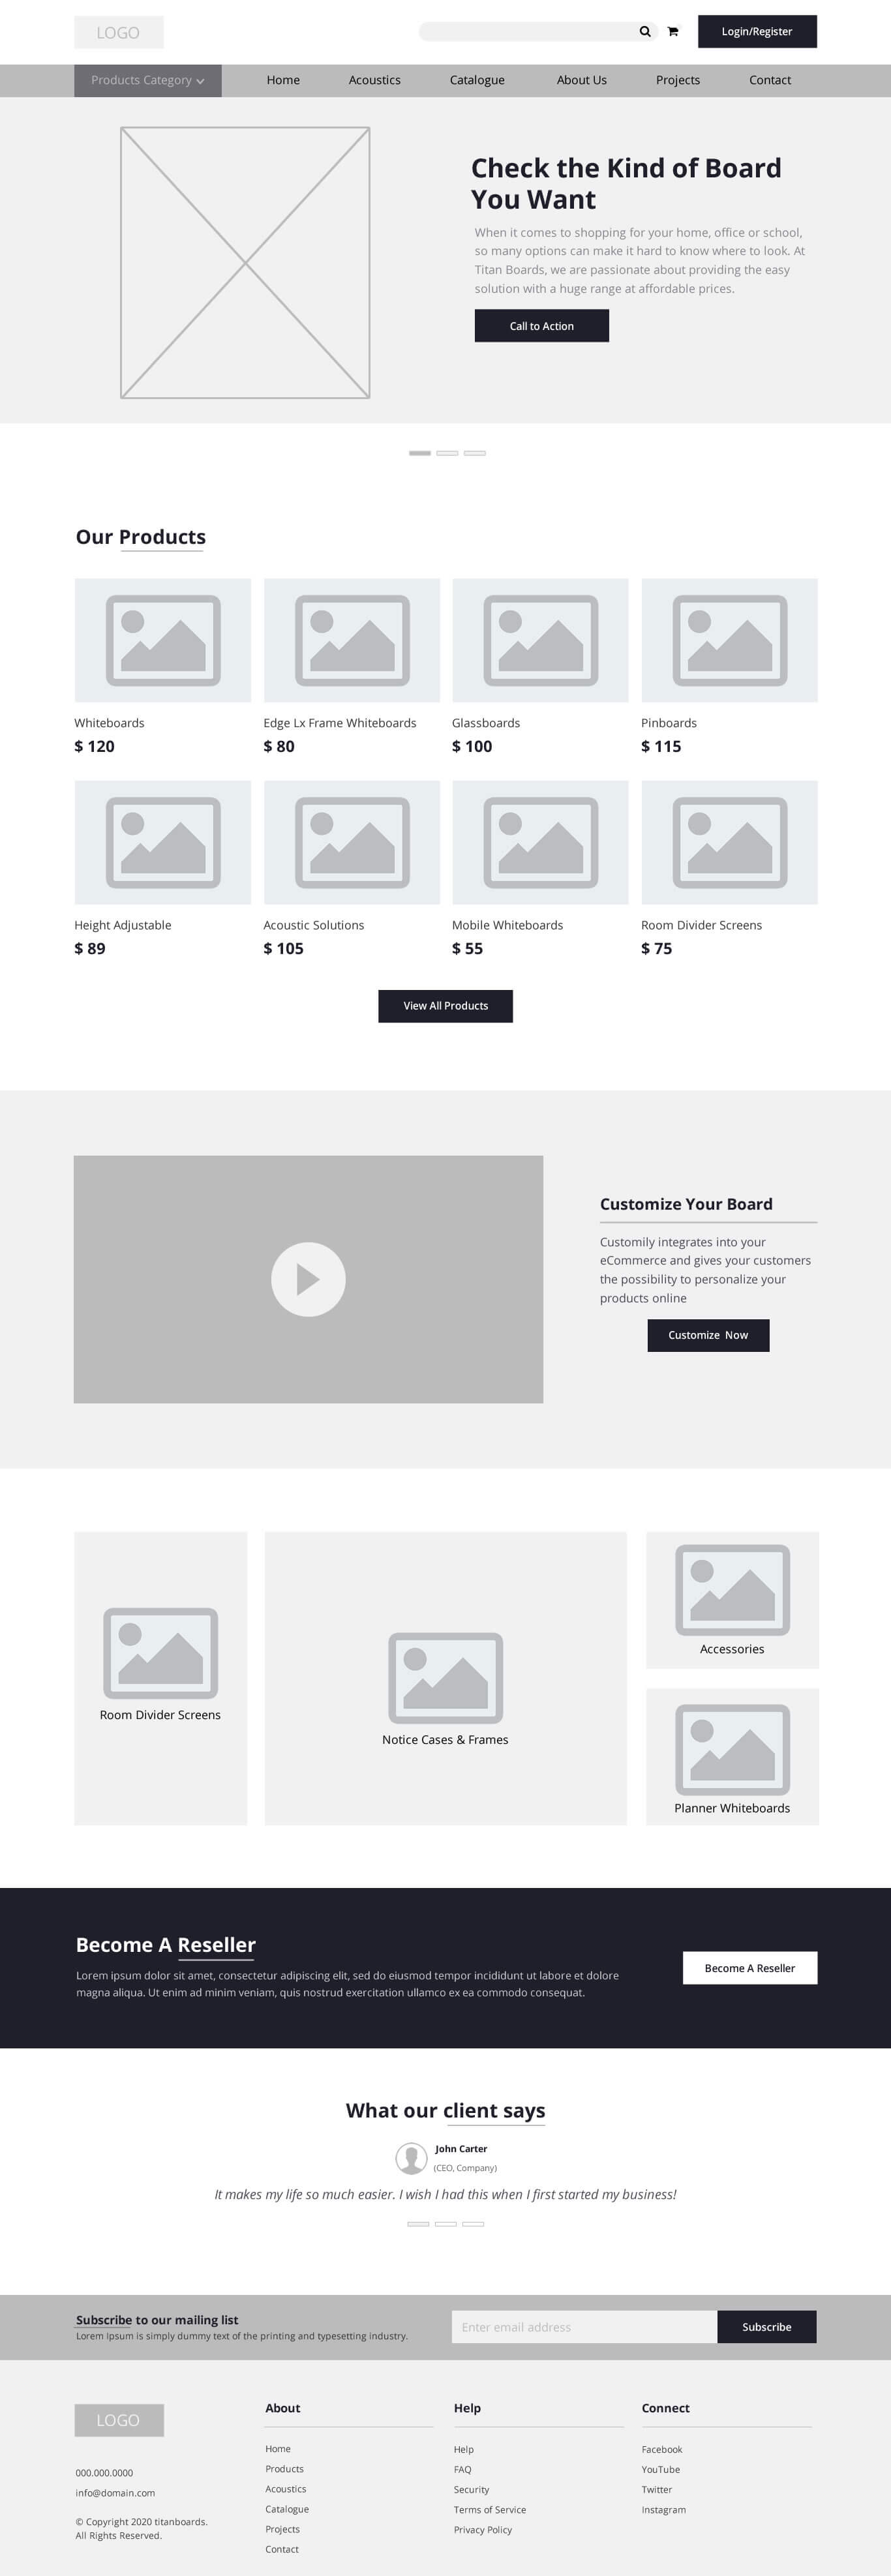 LOGO
Login/Register
Products Category
Home
Acoustics
Catalogue
About Us
Projects
Contact
Check the Kind of Board
You Want
When it comes to shopping for your home, office or school,
so many options can make it hard to know where to look. At
Titan Boards, we are passionate about providing the easy
solution with a huge range at affordable prices.
Call to Action
Our Products
Whiteboards
$ 120
Edge Lx Frame Whiteboards
$ 80
Glassboards
$ 100
Pinboards
$ 115
Height Adjustable
$ 89
Acoustic Solutions
$ 105
Mobile Whiteboards
$ 55
Room Divider Screens
$ 75
View All Products
Customize Your Board
Customily integrates into your
eCommerce and gives your customers
the possibility to personalize your
products online
Customize Now
Room Divider Screens
Notice Cases & Frames
Accessories
Planner Whiteboards
Become A Reseller
Lorem ipsum dolor sit amet, consectetur adipiscing elit, sed do eiusmod tempor incididunt ut labore et dolore
magna aliqua. Ut enim ad minim veniam, quis nostrud exercitation ullamco ex ea commodo consequat.
Become A Reseller
What our client says
John Carter
(CEO, Company)
It makes my life so much easier. I wish I had this when I first started my business!
Subscribe to our mailing list
Lorem Ipsum is simply dummy text of the printing and typesetting industry.
Enter email address
Subscribe
LOGO
000.000.0000
info@domain.com
© Copyright 2020 titanboards.
All Rights Reserved.
About
Home
Products
Acoustics
Catalogue
Projects
Contact
Help
Help
FAQ
Security
Terms of Service
Privacy Policy
Connect
Facebook
YouTube
Twitter
Instagram